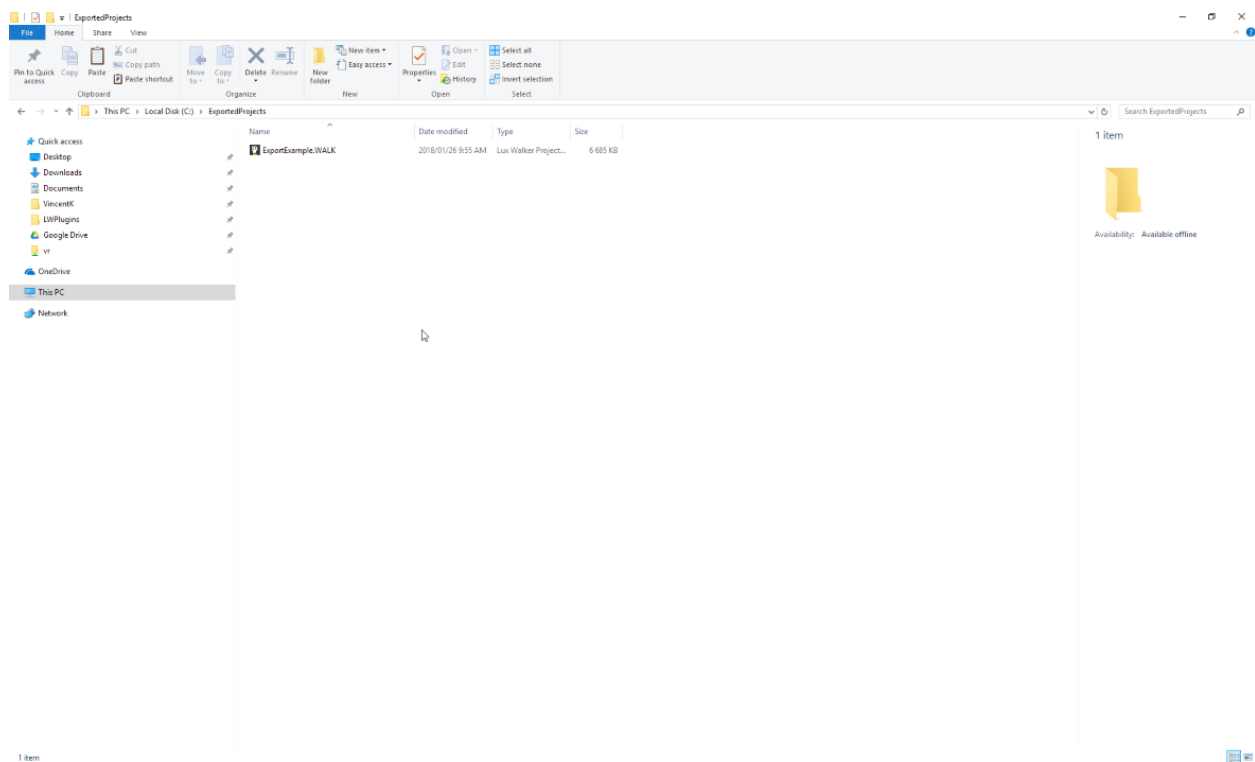 ExportedProjects
File Home Share View
Pin to Quick access
Copy
Paste
Cut
Copy path
Paste shortcut
Clipboard
Move to
Copy to
Delete
Rename
Organize
New folder
New item
Easy access
New
Properties
Open
Edit
History
Open
Select all
Select none
Invert selection
Select
This PC Local Disk (C:) ExportedProjects
Search ExportedProjects
Quick access
Desktop
Downloads
Documents
VincentK
LWPlugins
Google Drive
vr
OneDrive
This PC
Network
Name Date modified Type Size
ExportExample.WALK 2018/01/26 9:55 AM Lux Walker Project... 6 685 KB
1 item
Availability: Available offline
1 item